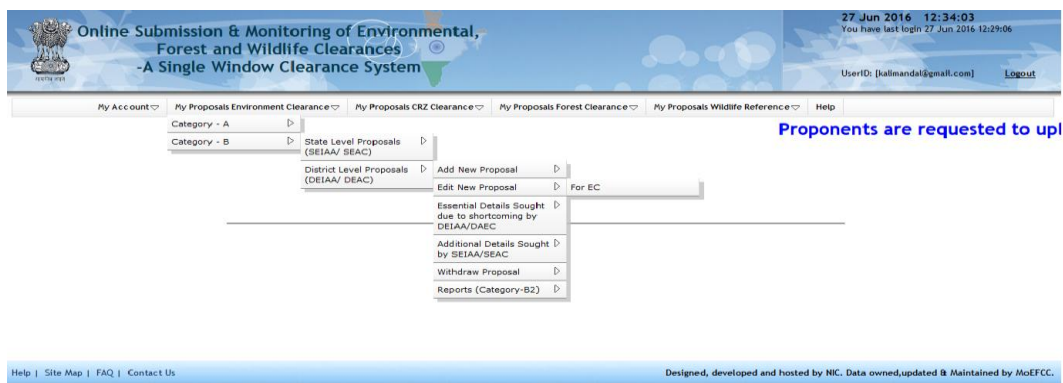 27 Jun 2016 12:34:03
You have last login 27 Jun 2016 12:29:06
Online Submission & Monitoring of Environmental,
Forest and Wildlife Clearances
-A Single Window Clearance System
सत्यमेव जयते
UserID: [kalimandal@gmail.com] Logout
My Account My Proposals Environment Clearance My Proposals CRZ Clearance My Proposals Forest Clearance My Proposals Wildlife Reference Help
Category - A
Proponents are requested to upl
Category - B
State Level Proposals
(SEIAA/ SEAC)
District Level Proposals
(DEIAA/ DEAC)
Add New Proposal
Edit New Proposal
For EC
Essential Details Sought
due to shortcoming by
DEIAA/DAEC
Additional Details Sought
by SEIAA/SEAC
Withdraw Proposal
Reports (Category-B2)
Help | Site Map | FAQ | Contact Us
Designed, developed and hosted by NIC. Data owned,updated & Maintained by MoEFCC.